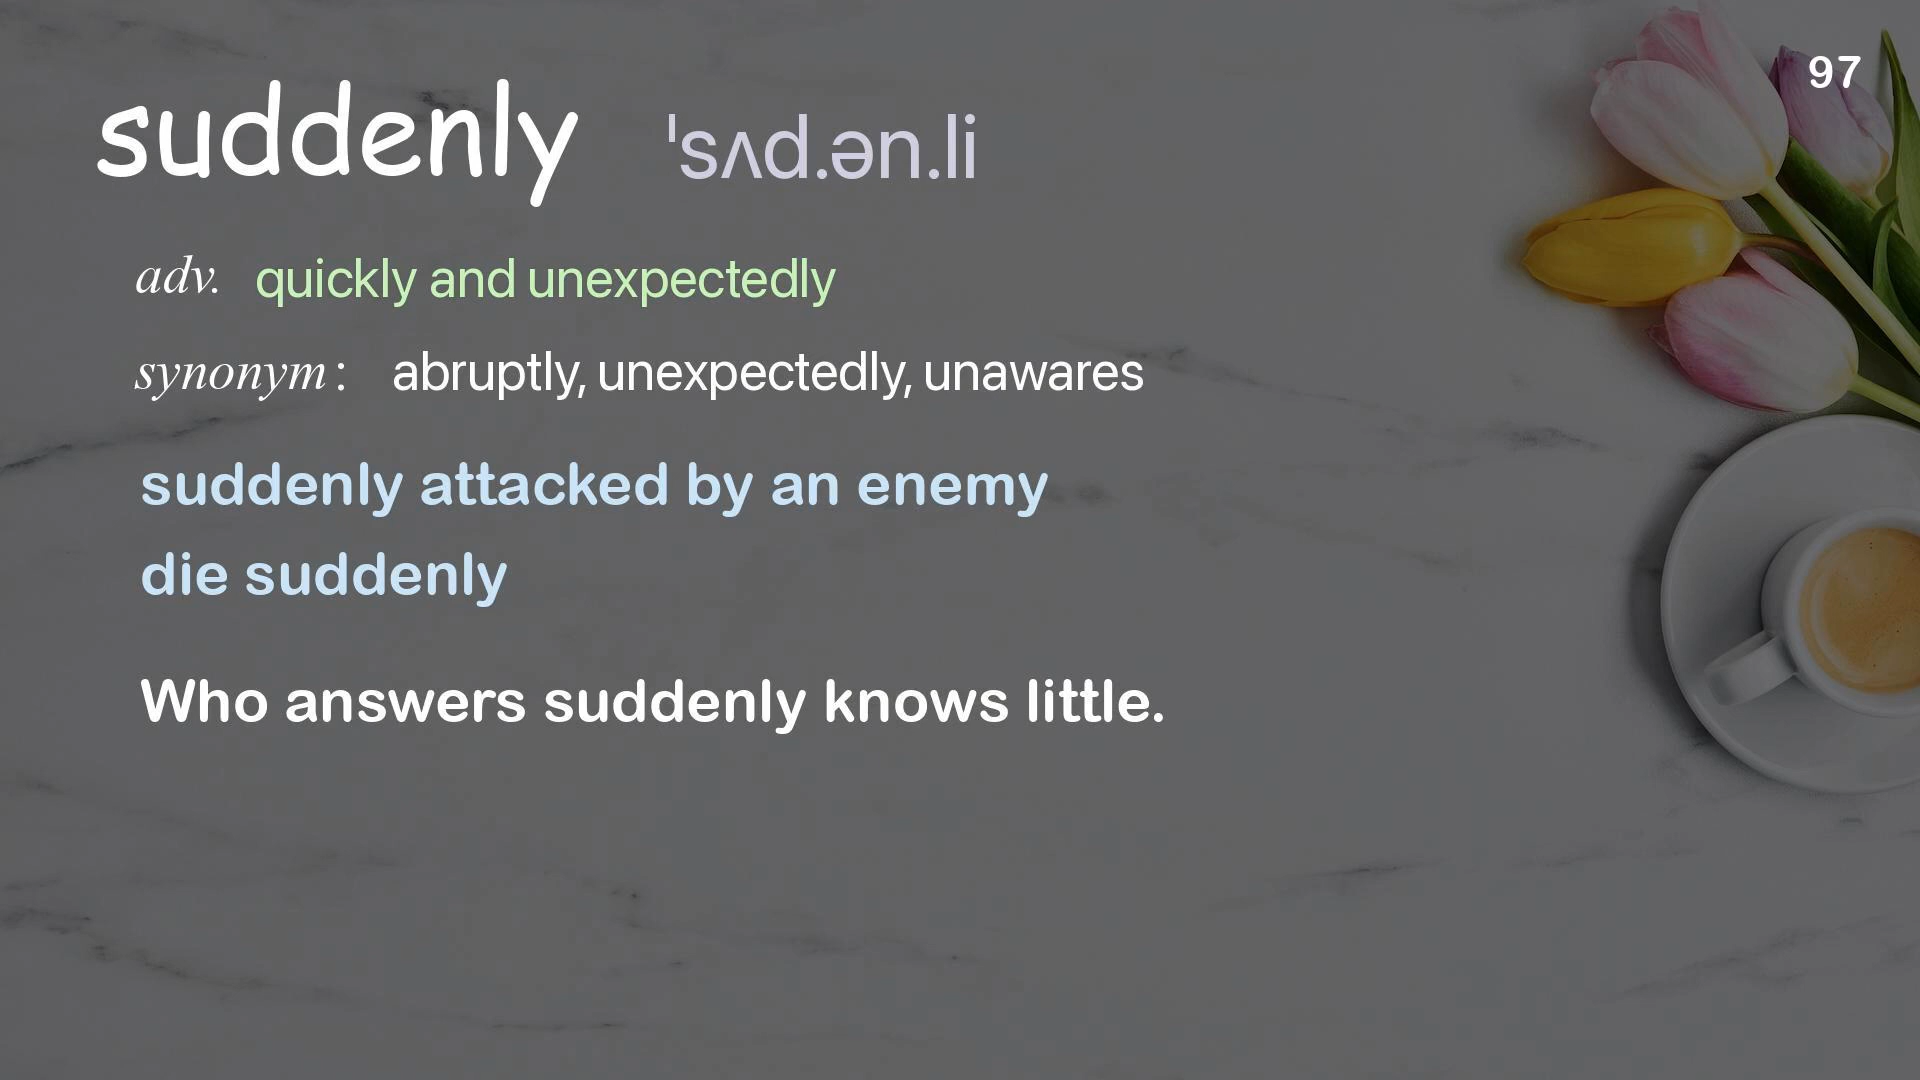 97
suddenly ˈsʌd.ən.li
adv. quickly and unexpectedly
synonym : abruptly, unexpectedly, unawares
suddenly attacked by an enemy
die suddenly
Who answers suddenly knows little.